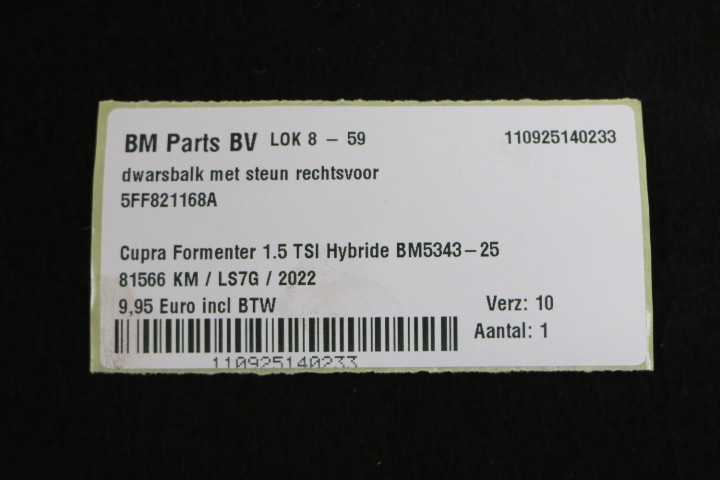 BM Parts BV LOK 8 - 59 110925140233
dwarsbalk met steun rechtsvoor
5FF821168A
Cupra Formenter 1.5 TSI Hybride BM5343-25
81566 KM / LS7G / 2022
9,95 Euro incl BTW Verz: 10
Aantal: 1
110925140233